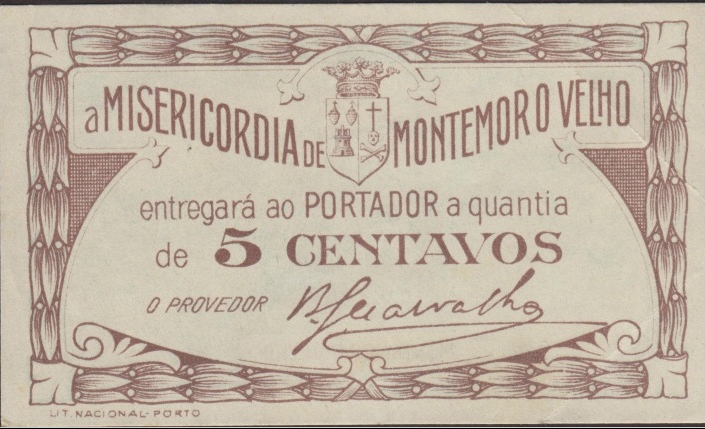 a MISERICORDIA DE MONTEMOR O VELHO
entregará ao PORTADOR a quantia
de 5 CENTAVOS
O PROVEDOR
LIT. NACIONAL-PORTO